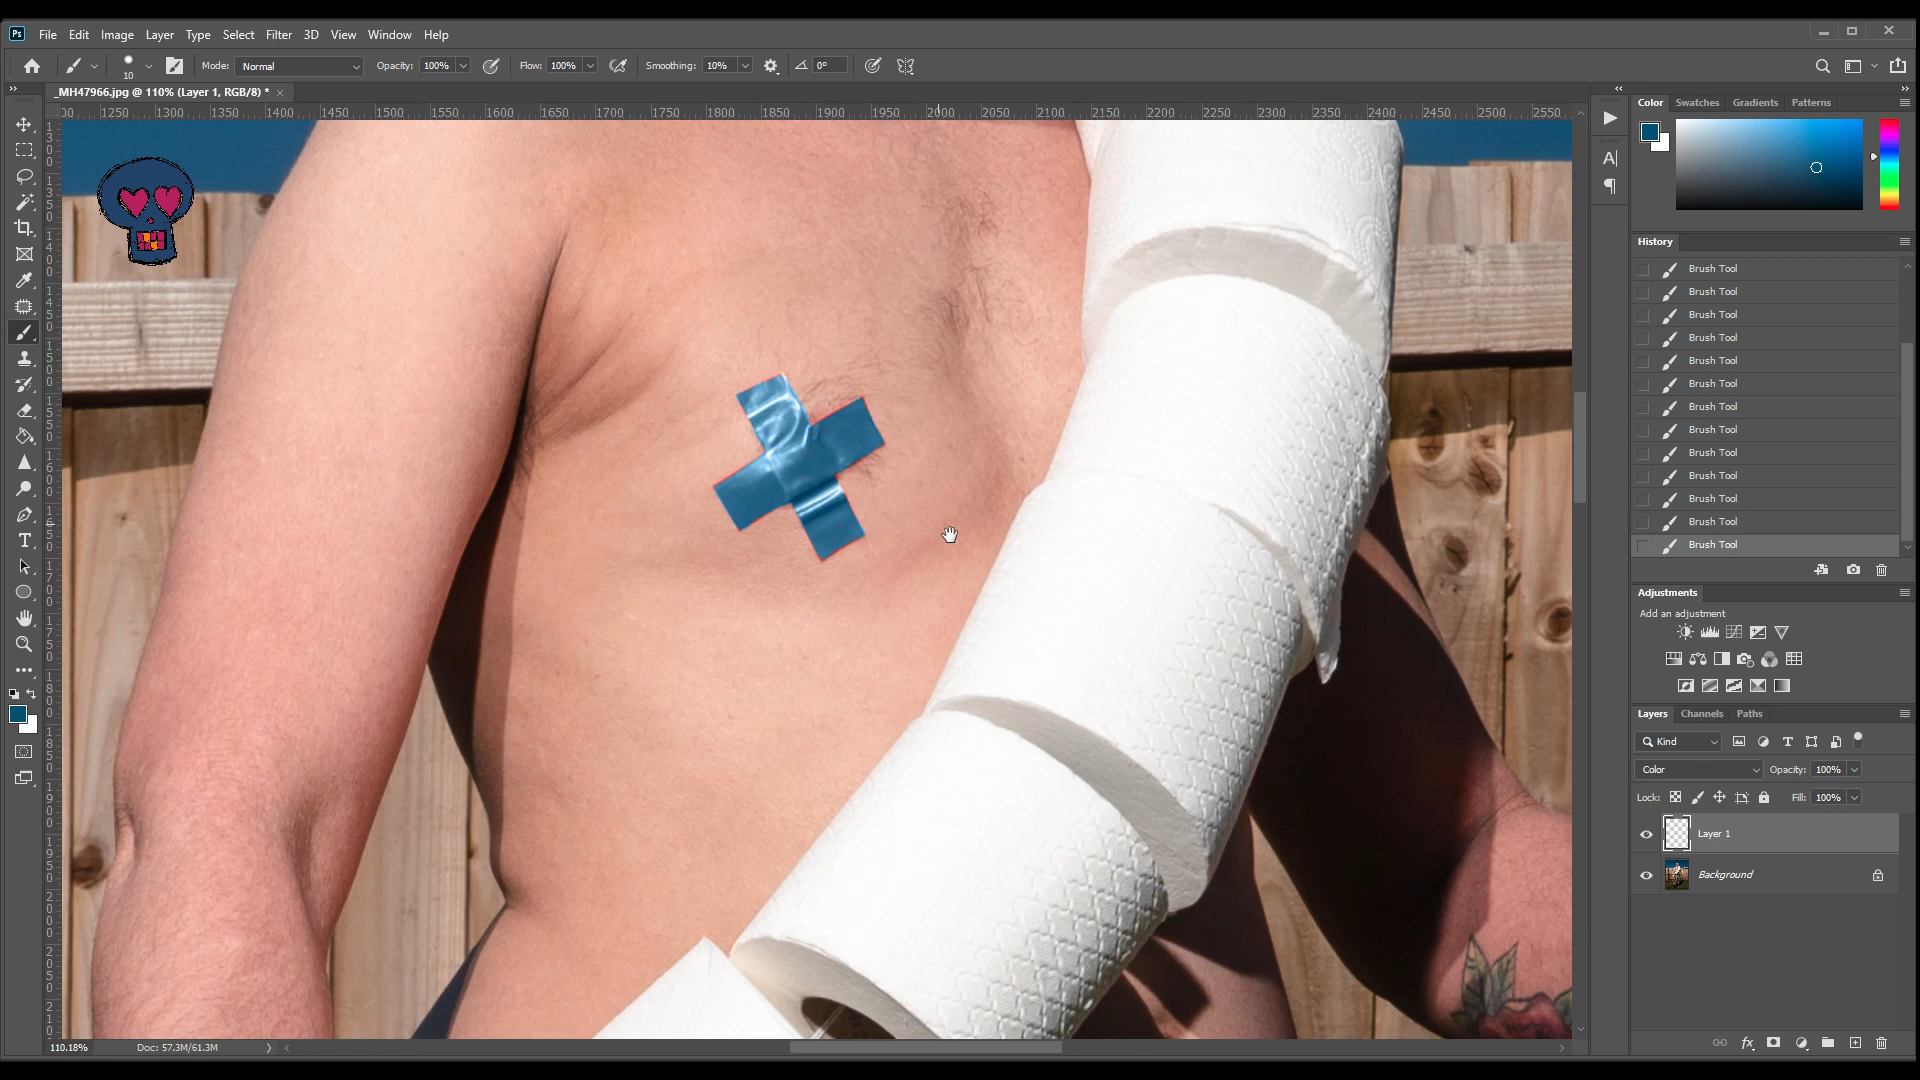 Ps File Edit Image Layer Type Select Filter 3D View Window Help
10 Mode: Normal Opacity: 100% Flow: 100% Smoothing: 10% 0°
_MH47966.jpg @ 110% (Layer 1, RGB/8) *
1250 1300 1350 1400 1450 1500 1550 1600 1650 1700 1750 1800 1850 1900 1950 2000 2050 2100 2150 2200 2250 2300 2350 2400 2450 2500 2550
Color Swatches Gradients Patterns
History
Brush Tool
Brush Tool
Brush Tool
Brush Tool
Brush Tool
Brush Tool
Brush Tool
Brush Tool
Brush Tool
Brush Tool
Brush Tool
Brush Tool
Brush Tool
Adjustments
Add an adjustment
Layers Channels Paths
Kind
Color Opacity: 100%
Lock: Fill: 100%
Layer 1
Background
fx
110.18% Doc: 57.3M/61.3M